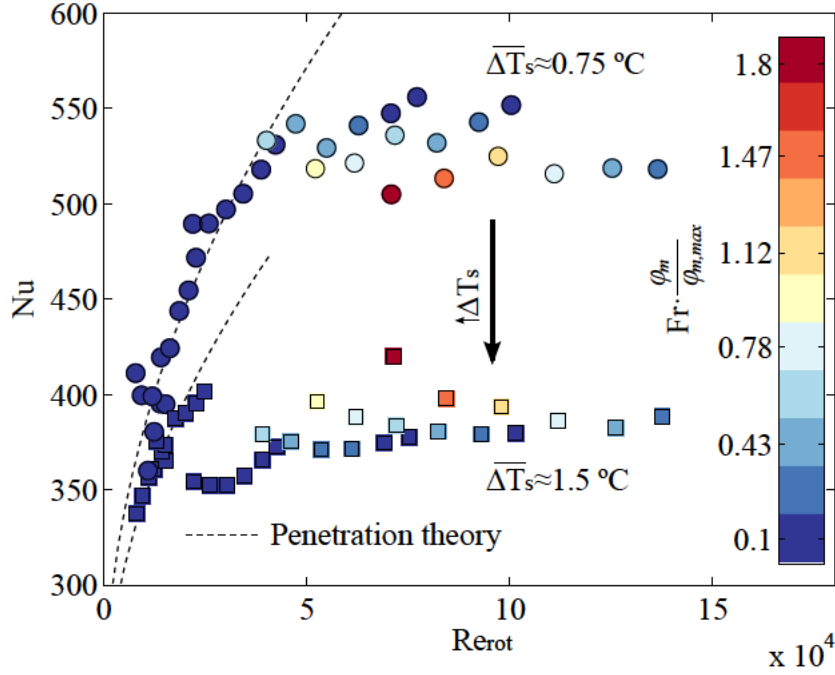 600
550
500
450
400
350
300
Nu
0
5
10
15
x 10⁴
Reᵣₒₜ
ΔTs≈0.75 ºC
↑ΔTs
ΔTs≈1.5 ºC
Penetration theory
Fr·φm/φm,max
1.8
1.47
1.12
0.78
0.43
0.1